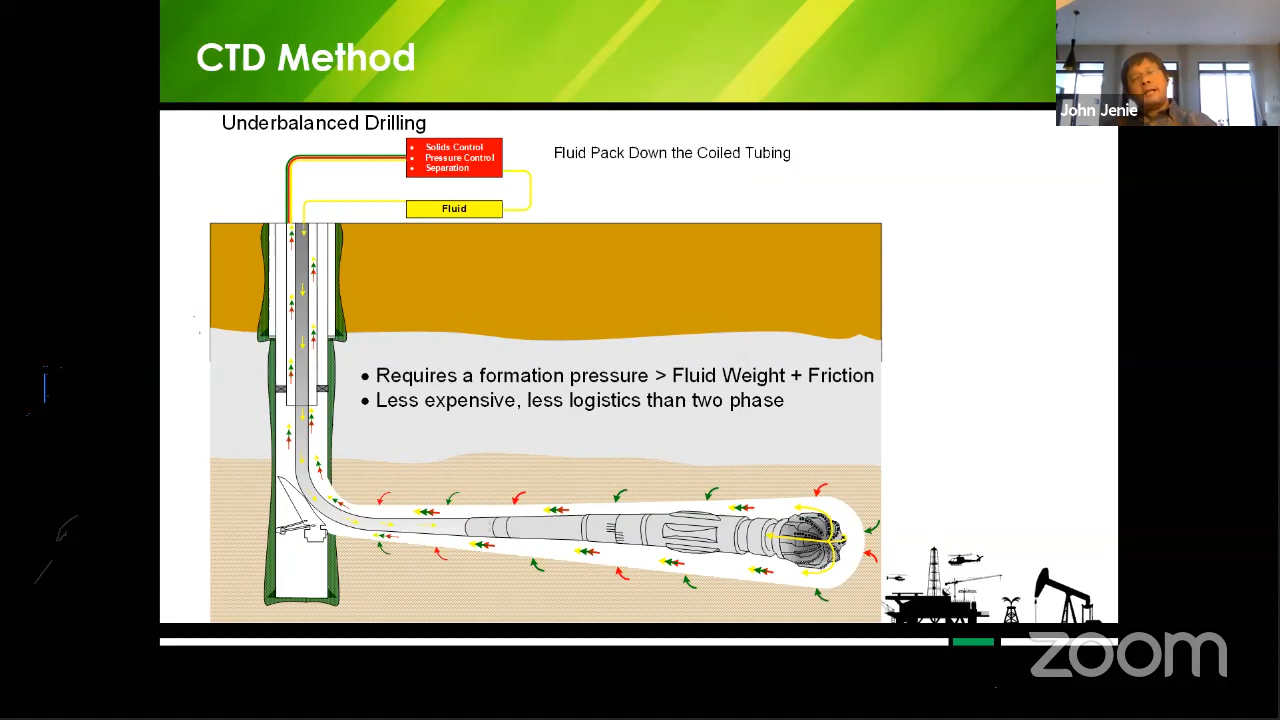 CTD Method
John Jenie
Underbalanced Drilling
• Solids Control
• Pressure Control
• Separation
Fluid Pack Down the Coiled Tubing
Fluid
• Requires a formation pressure > Fluid Weight + Friction
• Less expensive, less logistics than two phase
zoom